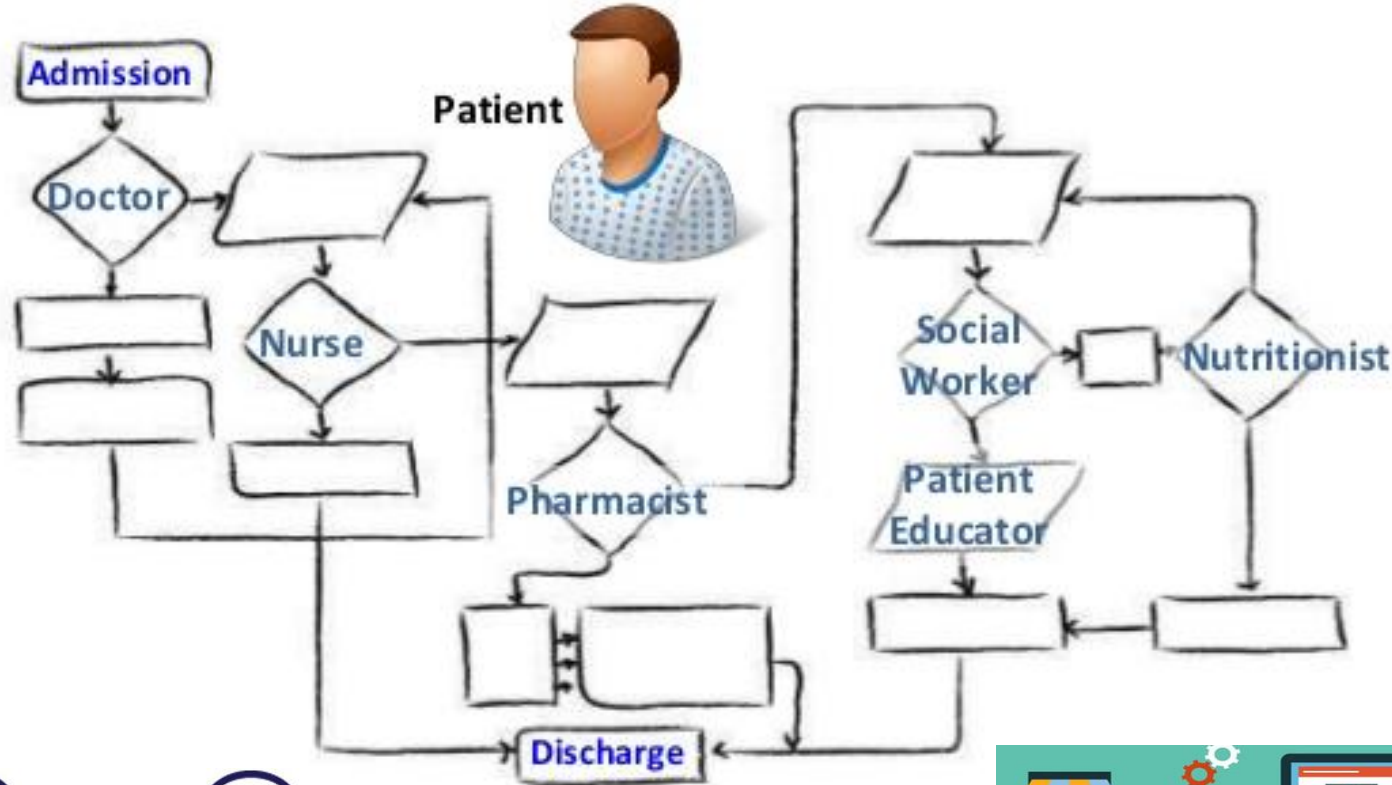 Admission
Patient
Doctor
Nurse
Social
Worker
Nutritionist
Pharmacist
Patient
Educator
Discharge